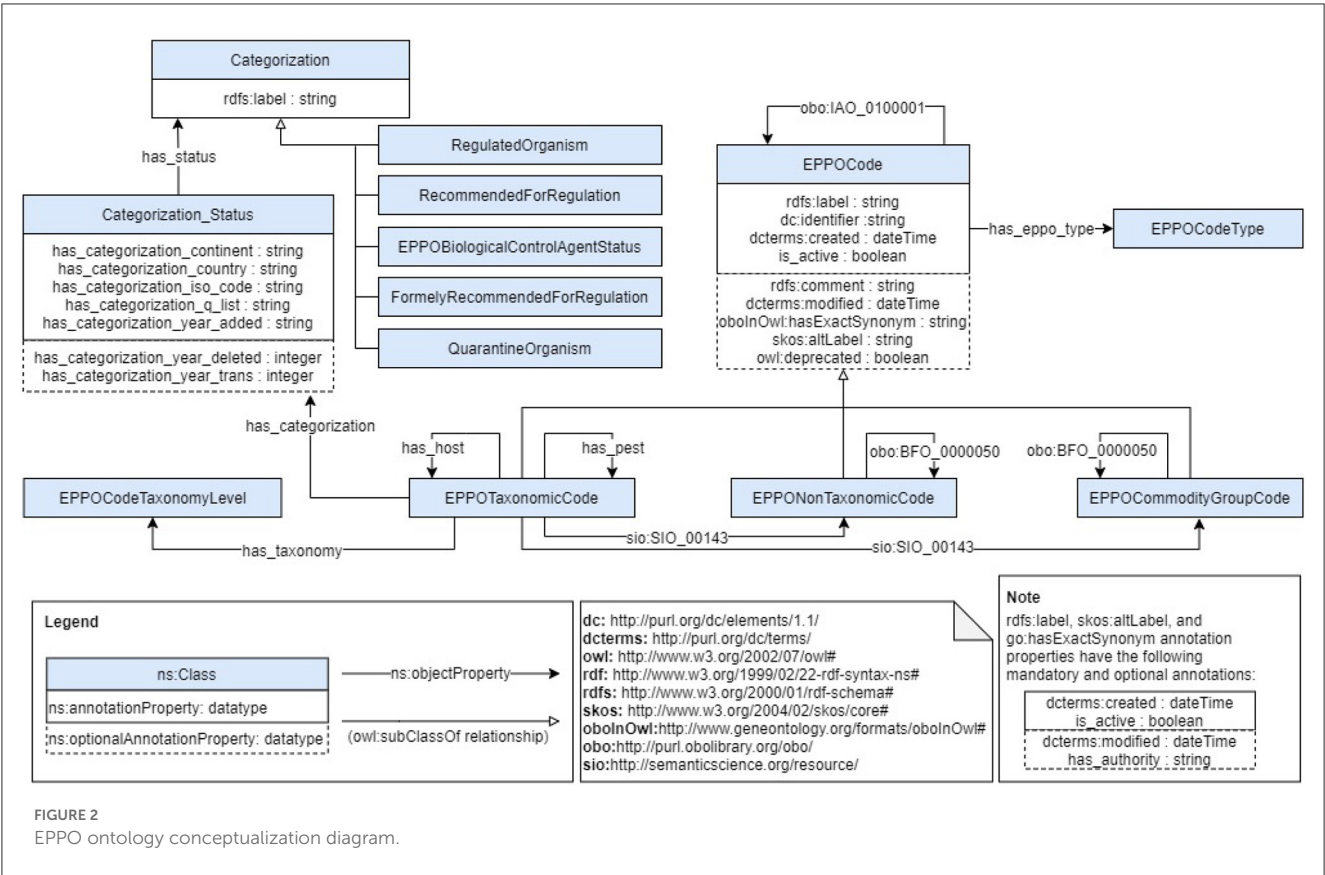 Categorization
rdfs:label : string
has_status
RegulatedOrganism
RecommendedForRegulation
EPPOBiologicalControlAgentStatus
FormelyRecommendedForRegulation
QuarantineOrganism
Categorization_Status
has_categorization_continent : string
has_categorization_country : string
has_categorization_iso_code : string
has_categorization_q_list : string
has_categorization_year_added : string
has_categorization_year_deleted : integer
has_categorization_year_trans : integer
obo:IAO_0100001
EPPOCode
rdfs:label : string
dc:identifier :string
dcterms:created : dateTime
is_active : boolean
rdfs:comment : string
dcterms:modified : dateTime
oboInOwl:hasExactSynonym : string
skos:altLabel : string
owl:deprecated : boolean
has_eppo_type
EPPOCodeType
has_categorization
has_host
has_pest
obo:BFO_0000050
obo:BFO_0000050
EPPOCodeTaxonomyLevel
EPPOTaxonomicCode
EPPONonTaxonomicCode
EPPOCommodityGroupCode
has_taxonomy
sio:SIO_00143
sio:SIO_00143
Legend
ns:Class
ns:annotationProperty: datatype
ns:optionalAnnotationProperty: datatype
ns:objectProperty
(owl:subClassOf relationship)
dc: http://purl.org/dc/elements/1.1/
dcterms: http://purl.org/dc/terms/
owl: http://www.w3.org/2002/07/owl#
rdf: http://www.w3.org/1999/02/22-rdf-syntax-ns#
rdfs: http://www.w3.org/2000/01/rdf-schema#
skos: http://www.w3.org/2004/02/skos/core#
oboInOwl:http://www.geneontology.org/formats/oboInOwl#
obo:http://purl.obolibrary.org/obo/
sio:http://semanticscience.org/resource/
Note
rdfs:label, skos:altLabel, and
go:hasExactSynonym annotation
properties have the following
mandatory and optional annotations:
dcterms:created : dateTime
is_active : boolean
dcterms:modified : dateTime
has_authority : string
FIGURE 2
EPPO ontology conceptualization diagram.